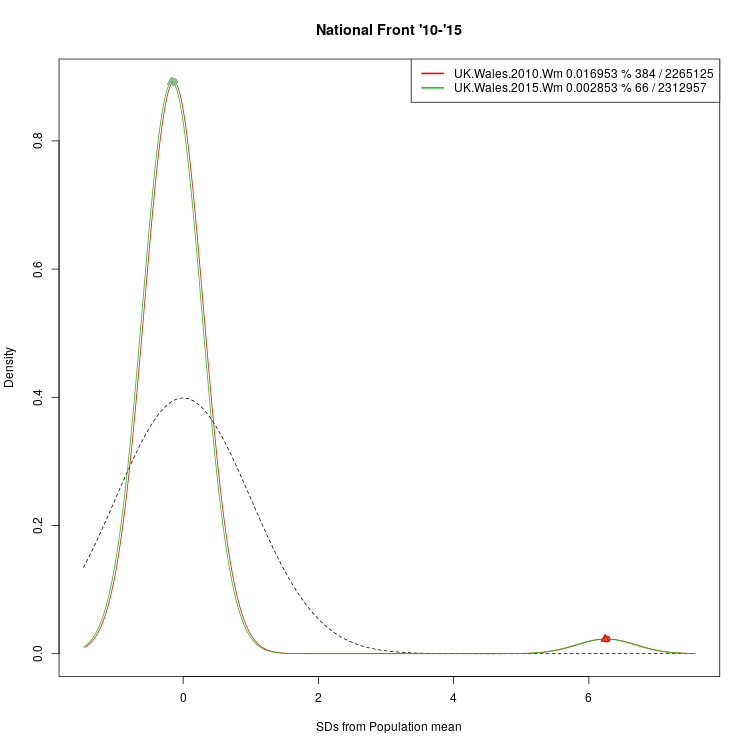 National Front '10-'15
UK.Wales.2010.Wm 0.016953 % 384 / 2265125
UK.Wales.2015.Wm 0.002853 % 66 / 2312957
Density
0.8
0.6
0.4
0.2
0.0
0 2 4 6
SDs from Population mean